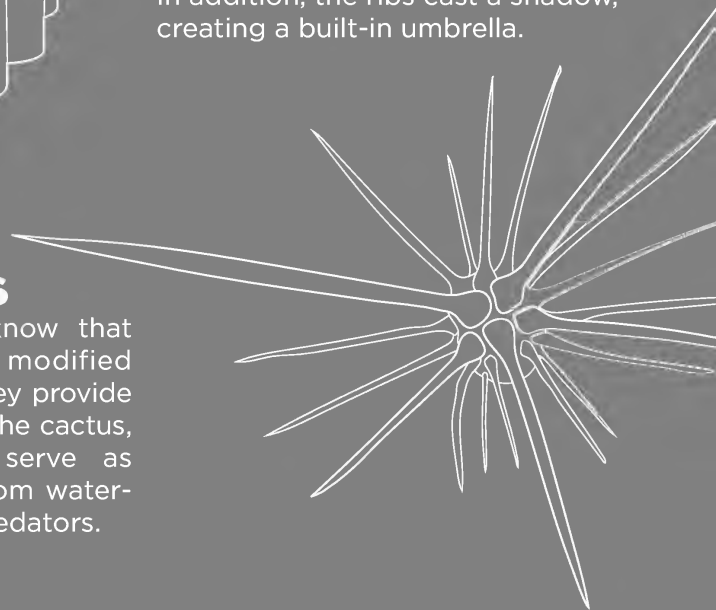 In addition, the ribs cast a shadow,
creating a built-in umbrella.
s
know that
modified
ey provide
he cactus,
serve as
om water-
edators.